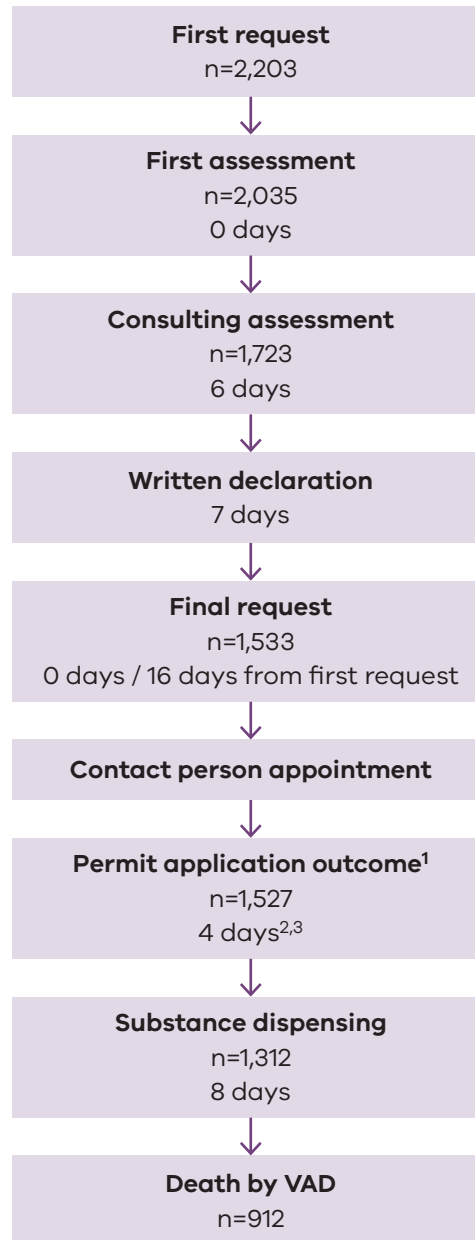 First request
n=2,203
First assessment
n=2,035
0 days
Consulting assessment
n=1,723
6 days
Written declaration
7 days
Final request
n=1,533
0 days / 16 days from first request
Contact person appointment
Permit application outcome¹
n=1,527
4 days²,³
Substance dispensing
n=1,312
8 days
Death by VAD
n=912